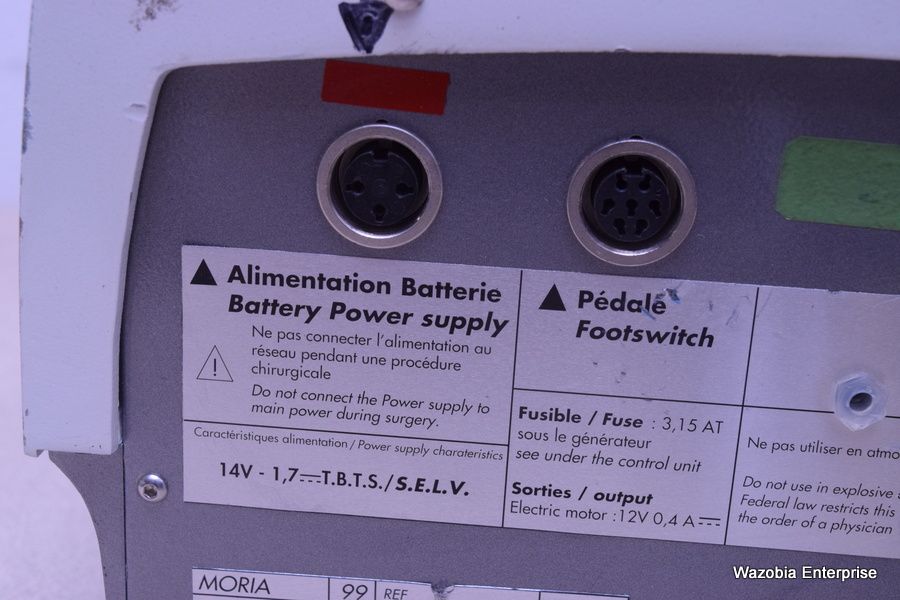 Alimentation Batterie
Battery Power supply
Ne pas connecter l'alimentation au
réseau pendant une procédure
chirurgicale
Do not connect the Power supply to
main power during surgery.
Caractéristiques alimentation / Power supply charateristics
14V - 1,7⎓T.B.T.S./S.E.L.V.
Pédale
Footswitch
Fusible / Fuse : 3,15 AT
sous le générateur
see under the control unit
Sorties / output
Electric motor : 12V 0,4 A⎓
Ne pas utiliser en atmo
Do not use in explosive
Federal law restricts this
the order of a physician
MORIA
99
REF
Wazobia Enterprise